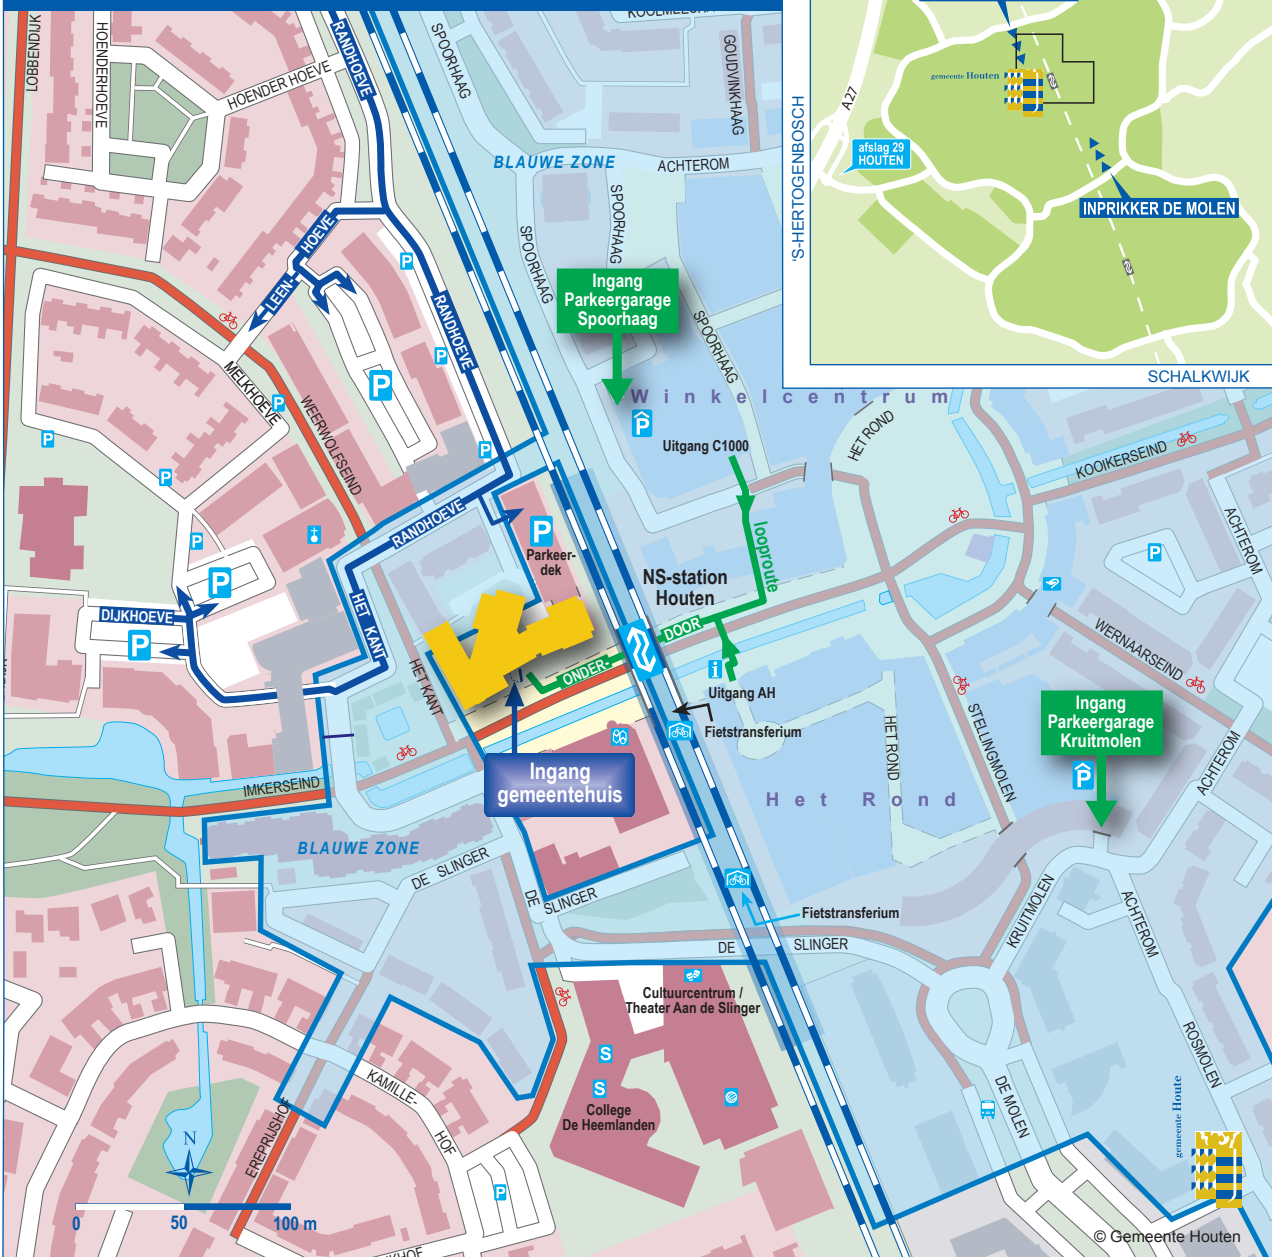 LOBBENDIJK
HOENDERHOEVE
HOENDER HOEVE
RANDHOEVE
SPOORHAAG
GOUDVINKHAAG
BLAUWE ZONE
ACHTEROM
SPOORHAAG
SPOORHAAG
SPOORHAAG
A 27
'S-HERTOGENBOSCH
afslag 29
HOUTEN
gemeente Houten
INPRIKKER DE MOLEN
SCHALKWIJK
LEEN-
HOEVE
RANDHOEVE
Ingang
Parkeergarage
Spoorhaag
MELKHOEVE
WEERWOLFSEIND
P
P
P
P
P
P
P
P
P
P
P
Winkelcentrum
Uitgang C1000
HET ROND
KOOIKERSEIND
ACHTEROM
P
RANDHOEVE
P
Parkeer-
dek
looproute
NS-station
Houten
DIJKHOEVE
HET KANT
HET KANT
ONDER-
DOOR
i
Uitgang AH
Fietstransferium
WERNAARSEIND
STELLINGMOLEN
HET ROND
Ingang
Parkeergarage
Kruitmolen
P
ACHTEROM
Ingang
gemeentehuis
IMKERSEIND
Het Rond
BLAUWE ZONE
DE SLINGER
DE SLINGER
Fietstransferium
DE SLINGER
KRUITMOLEN
ACHTEROM
Cultuurcentrum /
Theater Aan de Slinger
S
S
College
De Heemlanden
ROSMOLEN
DE MOLEN
KAMILLE-
HOF
EREPRIJSHOF
P
N
0 50 100 m
gemeente Houte
© Gemeente Houten